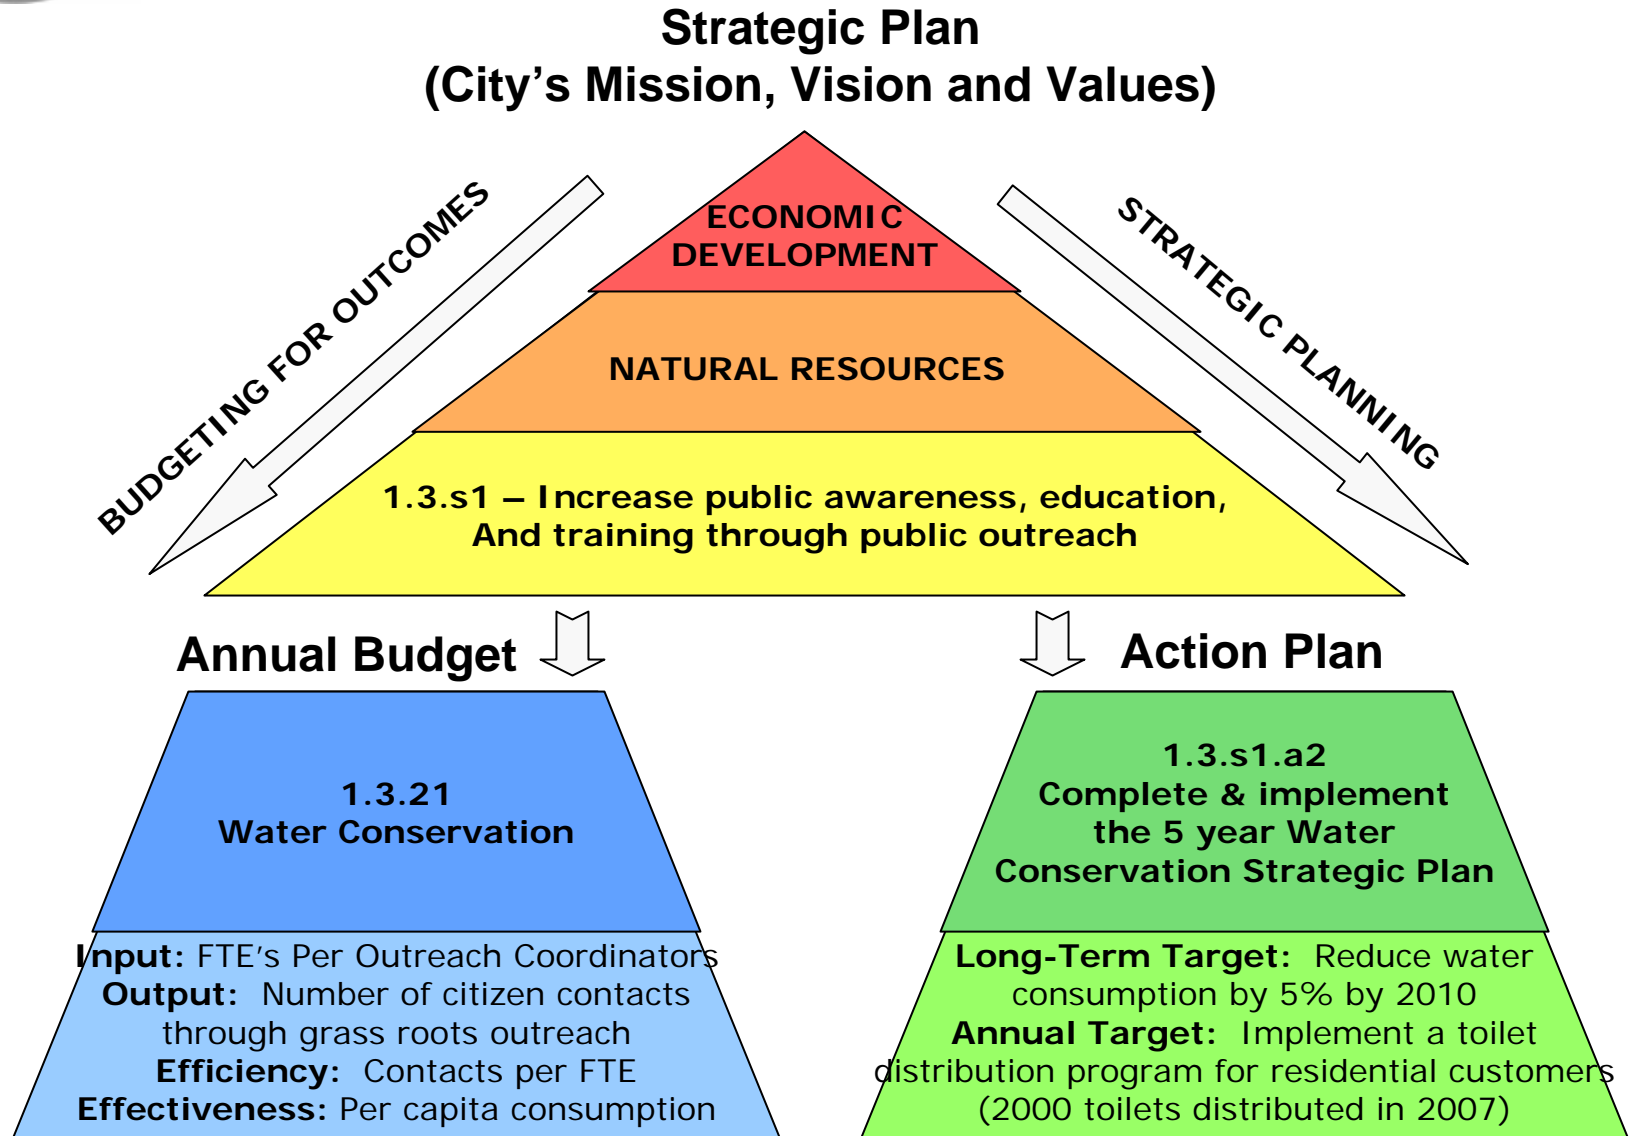 Strategic Plan
(City’s Mission, Vision and Values)
BUDGETING FOR OUTCOMES
STRATEGIC PLANNING
ECONOMIC
DEVELOPMENT
NATURAL RESOURCES
1.3.s1 – Increase public awareness, education,
And training through public outreach
Annual Budget
1.3.21
Water Conservation
Input: FTE’s Per Outreach Coordinators
Output: Number of citizen contacts
through grass roots outreach
Efficiency: Contacts per FTE
Effectiveness: Per capita consumption
Action Plan
1.3.s1.a2
Complete & implement
the 5 year Water
Conservation Strategic Plan
Long-Term Target: Reduce water
consumption by 5% by 2010
Annual Target: Implement a toilet
distribution program for residential customers
(2000 toilets distributed in 2007)